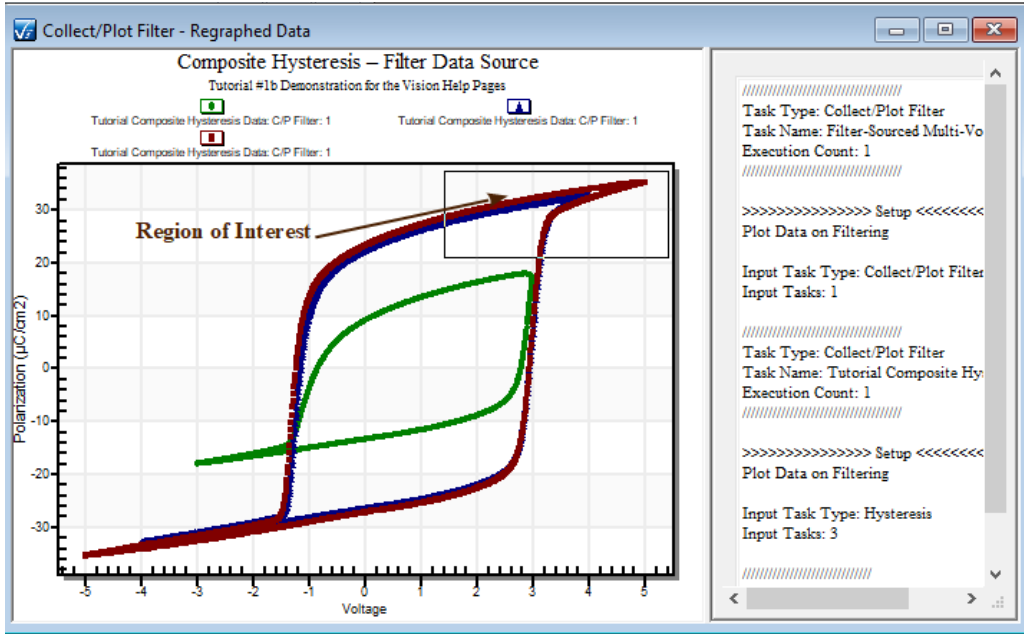 Collect/Plot Filter - Regraphed Data
Composite Hysteresis – Filter Data Source
Tutorial #1b Demonstration for the Vision Help Pages
Tutorial Composite Hysteresis Data: C/P Filter: 1
Tutorial Composite Hysteresis Data: C/P Filter: 1
Tutorial Composite Hysteresis Data: C/P Filter: 1
Region of Interest
Polarization (µC/cm2)
30
20
10
0
-10
-20
-30
-5 -4 -3 -2 -1 0 1 2 3 4 5
Voltage
////////////////////////////////////////
Task Type: Collect/Plot Filter
Task Name: Filter-Sourced Multi-Vo
Execution Count: 1
////////////////////////////////////////
>>>>>>>>>>>>>>> Setup <<<<<<<<
Plot Data on Filtering
Input Task Type: Collect/Plot Filter
Input Tasks: 1
////////////////////////////////////////
Task Type: Collect/Plot Filter
Task Name: Tutorial Composite Hy
Execution Count: 1
////////////////////////////////////////
>>>>>>>>>>>>>>> Setup <<<<<<<<
Plot Data on Filtering
Input Task Type: Hysteresis
Input Tasks: 3
////////////////////////////////